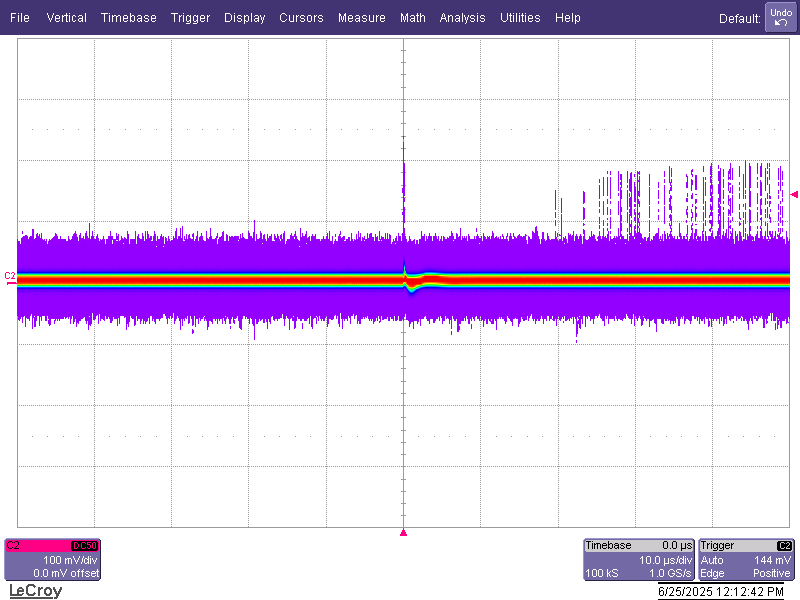 File Vertical Timebase Trigger Display Cursors Measure Math Analysis Utilities Help Default: Undo
C2
C2 DC50
100 mV/div
0.0 mV offset
Timebase 0.0 µs
10.0 µs/div
100 kS 1.0 GS/s
Trigger C2
Auto 144 mV
Edge Positive
LeCroy
6/25/2025 12:12:42 PM